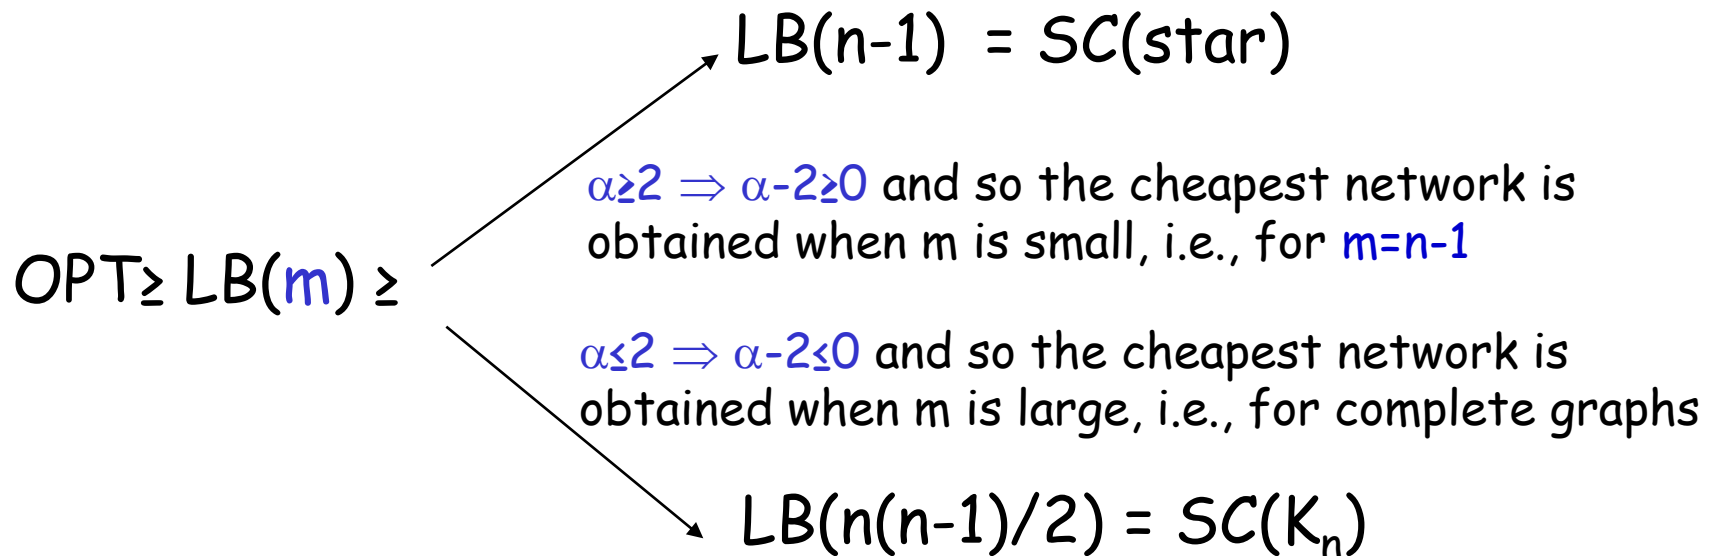 LB(n-1) = SC(star)
α≥2 ⇒ α-2≥0 and so the cheapest network is
obtained when m is small, i.e., for m=n-1
OPT≥ LB(m) ≥
α≤2 ⇒ α-2≤0 and so the cheapest network is
obtained when m is large, i.e., for complete graphs
LB(n(n-1)/2) = SC(Kₙ)